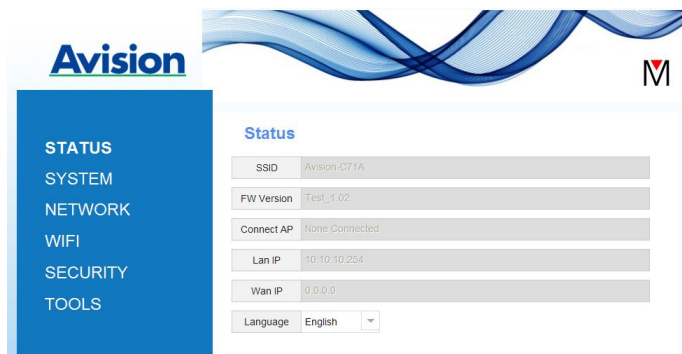 Avision
M
STATUS
SYSTEM
NETWORK
WIFI
SECURITY
TOOLS
Status
SSID Avision-C71A
FW Version Test_1.02
Connect AP None Connected
Lan IP 10.10.10.254
Wan IP 0.0.0.0
Language English